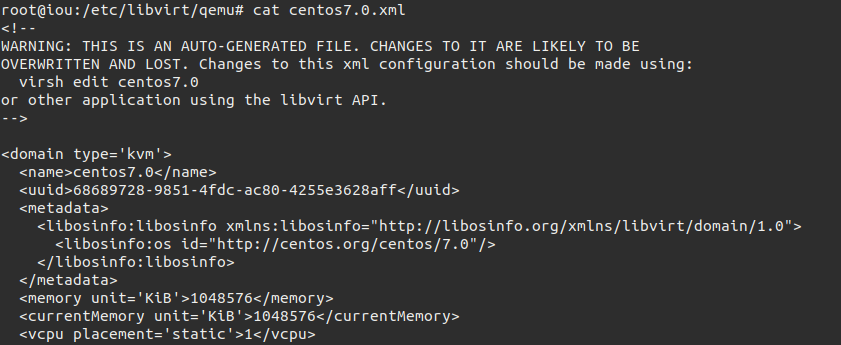 root@iou:/etc/libvirt/qemu# cat centos7.0.xml
<!--
WARNING: THIS IS AN AUTO-GENERATED FILE. CHANGES TO IT ARE LIKELY TO BE
OVERWRITTEN AND LOST. Changes to this xml configuration should be made using:
  virsh edit centos7.0
or other application using the libvirt API.
-->

<domain type='kvm'>
  <name>centos7.0</name>
  <uuid>68689728-9851-4fdc-ac80-4255e3628aff</uuid>
  <metadata>
    <libosinfo:libosinfo xmlns:libosinfo="http://libosinfo.org/xmlns/libvirt/domain/1.0">
      <libosinfo:os id="http://centos.org/centos/7.0"/>
    </libosinfo:libosinfo>
  </metadata>
  <memory unit='KiB'>1048576</memory>
  <currentMemory unit='KiB'>1048576</currentMemory>
  <vcpu placement='static'>1</vcpu>